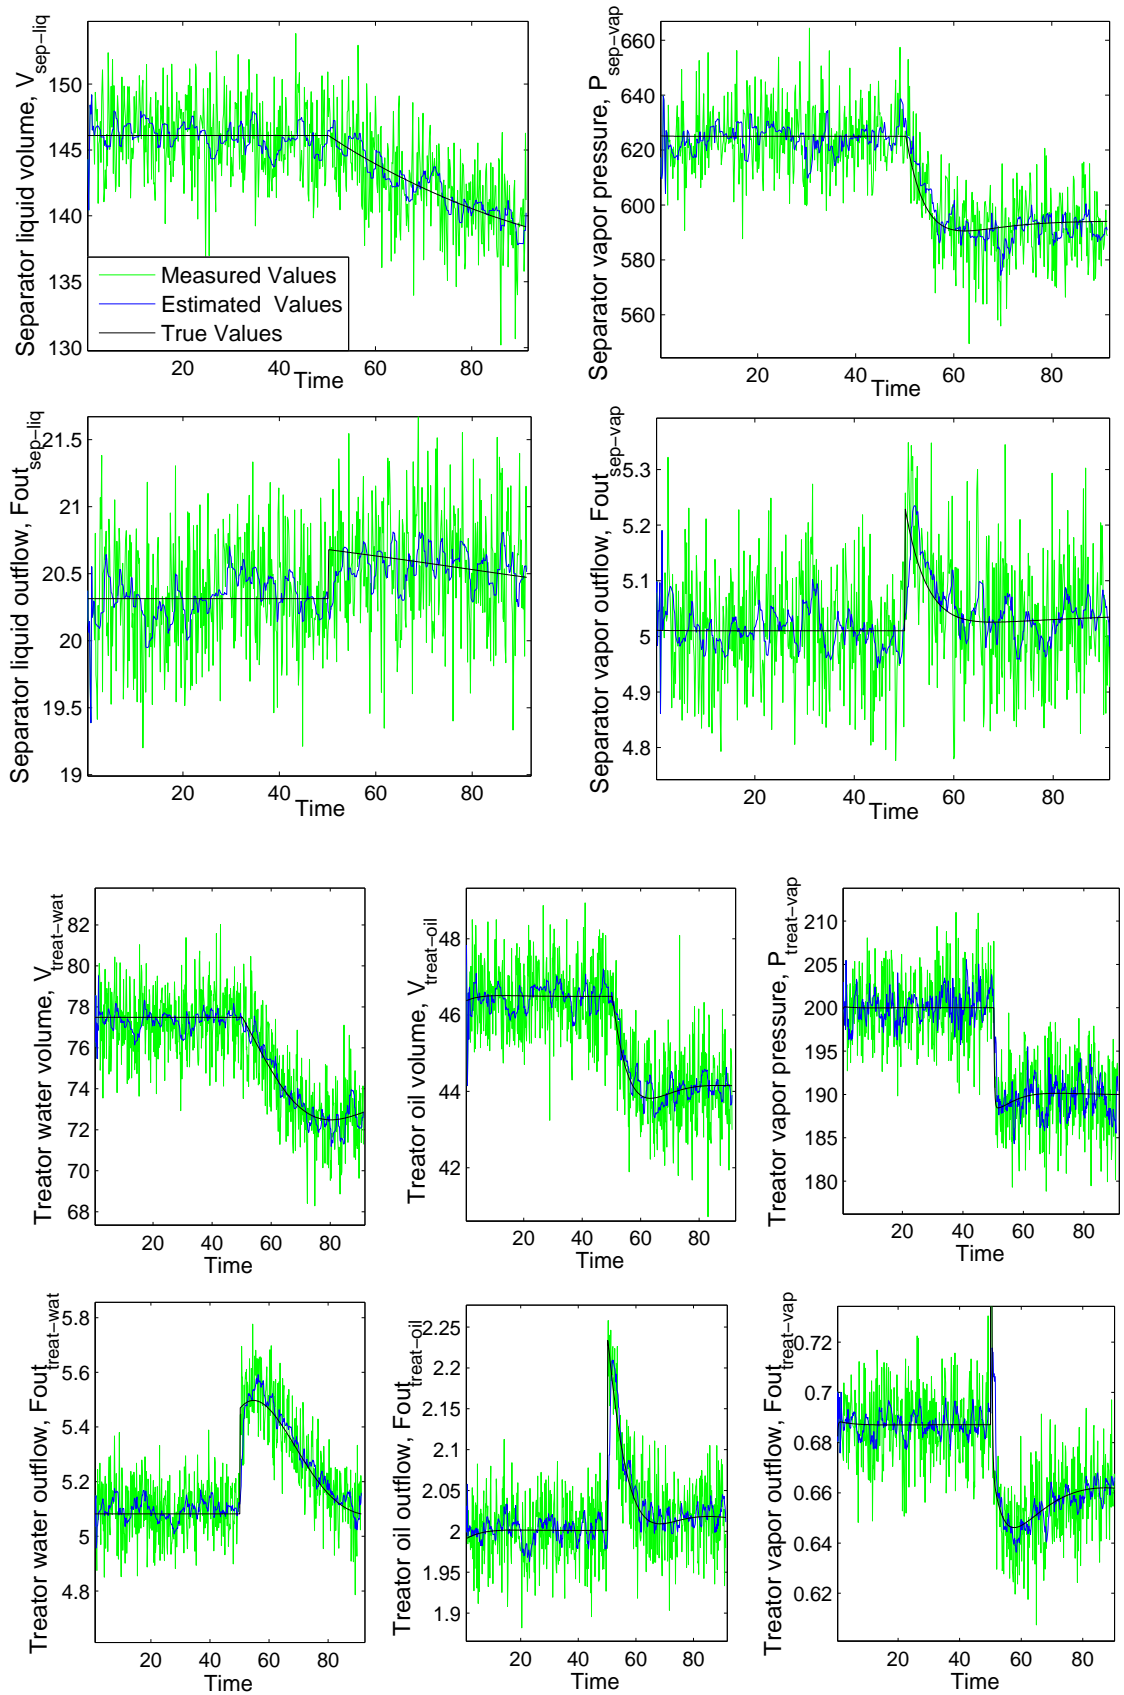 Separator liquid volume, V_sep−liq
150
145
140
135
130
Measured Values
Estimated Values
True Values
20 40 60 80
Time
Separator vapor pressure, P_sep−vap
660
640
620
600
580
560
20 40 60 80
Time
Separator liquid outflow, Fout_sep−liq
21.5
21
20.5
20
19.5
19
20 40 60 80
Time
Separator vapor outflow, Fout_sep−vap
5.3
5.2
5.1
5
4.9
4.8
20 40 60 80
Time
Treator water volume, V_treat−wat
82
80
78
76
74
72
70
68
20 40 60 80
Time
Treator oil volume, V_treat−oil
48
46
44
42
20 40 60 80
Time
Treator vapor pressure, P_treat−vap
210
205
200
195
190
185
180
20 40 60 80
Time
Treator water outflow, Fout_treat−wat
5.8
5.6
5.4
5.2
5
4.8
20 40 60 80
Time
Treator oil outflow, Fout_treat−oil
2.25
2.2
2.15
2.1
2.05
2
1.95
1.9
20 40 60 80
Time
Treator vapor outflow, Fout_treat−vap
0.72
0.7
0.68
0.66
0.64
0.62
20 40 60 80
Time